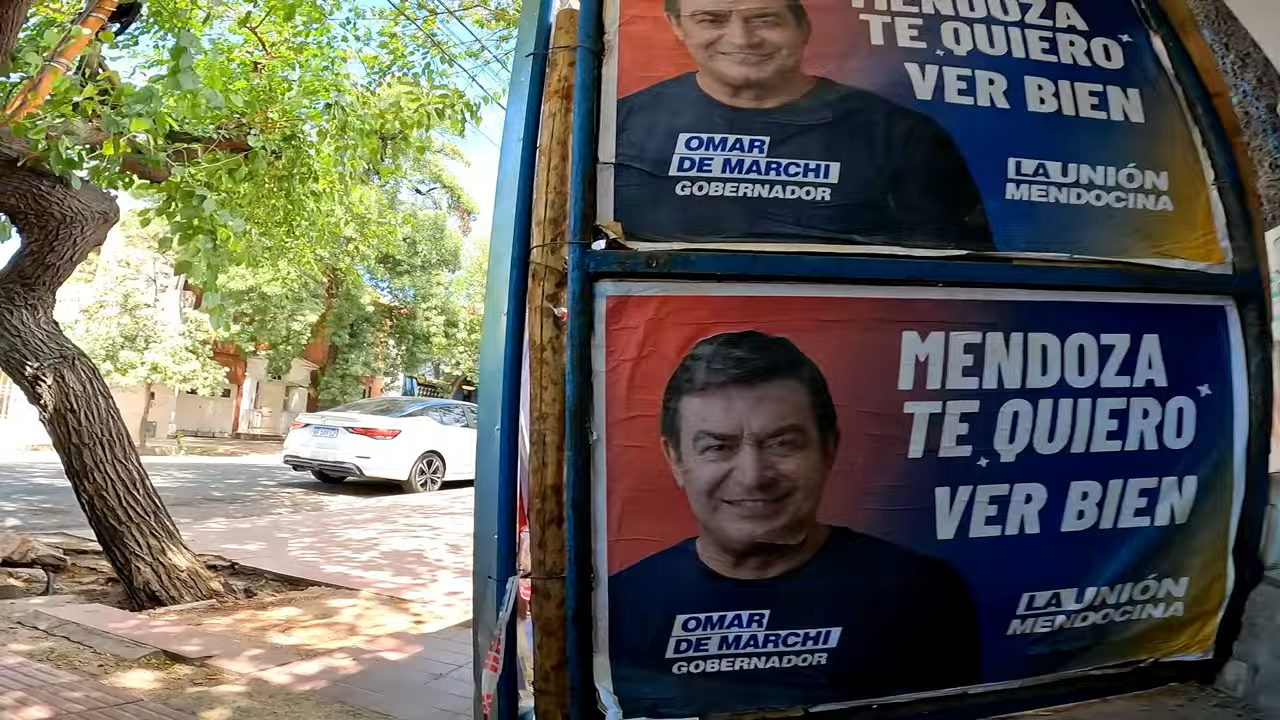 MENDOZA
TE QUIERO
VER BIEN
OMAR
DE MARCHI
GOBERNADOR
LA UNIÓN
MENDOCINA
MENDOZA
TE QUIERO
VER BIEN
OMAR
DE MARCHI
GOBERNADOR
LA UNIÓN
MENDOCINA